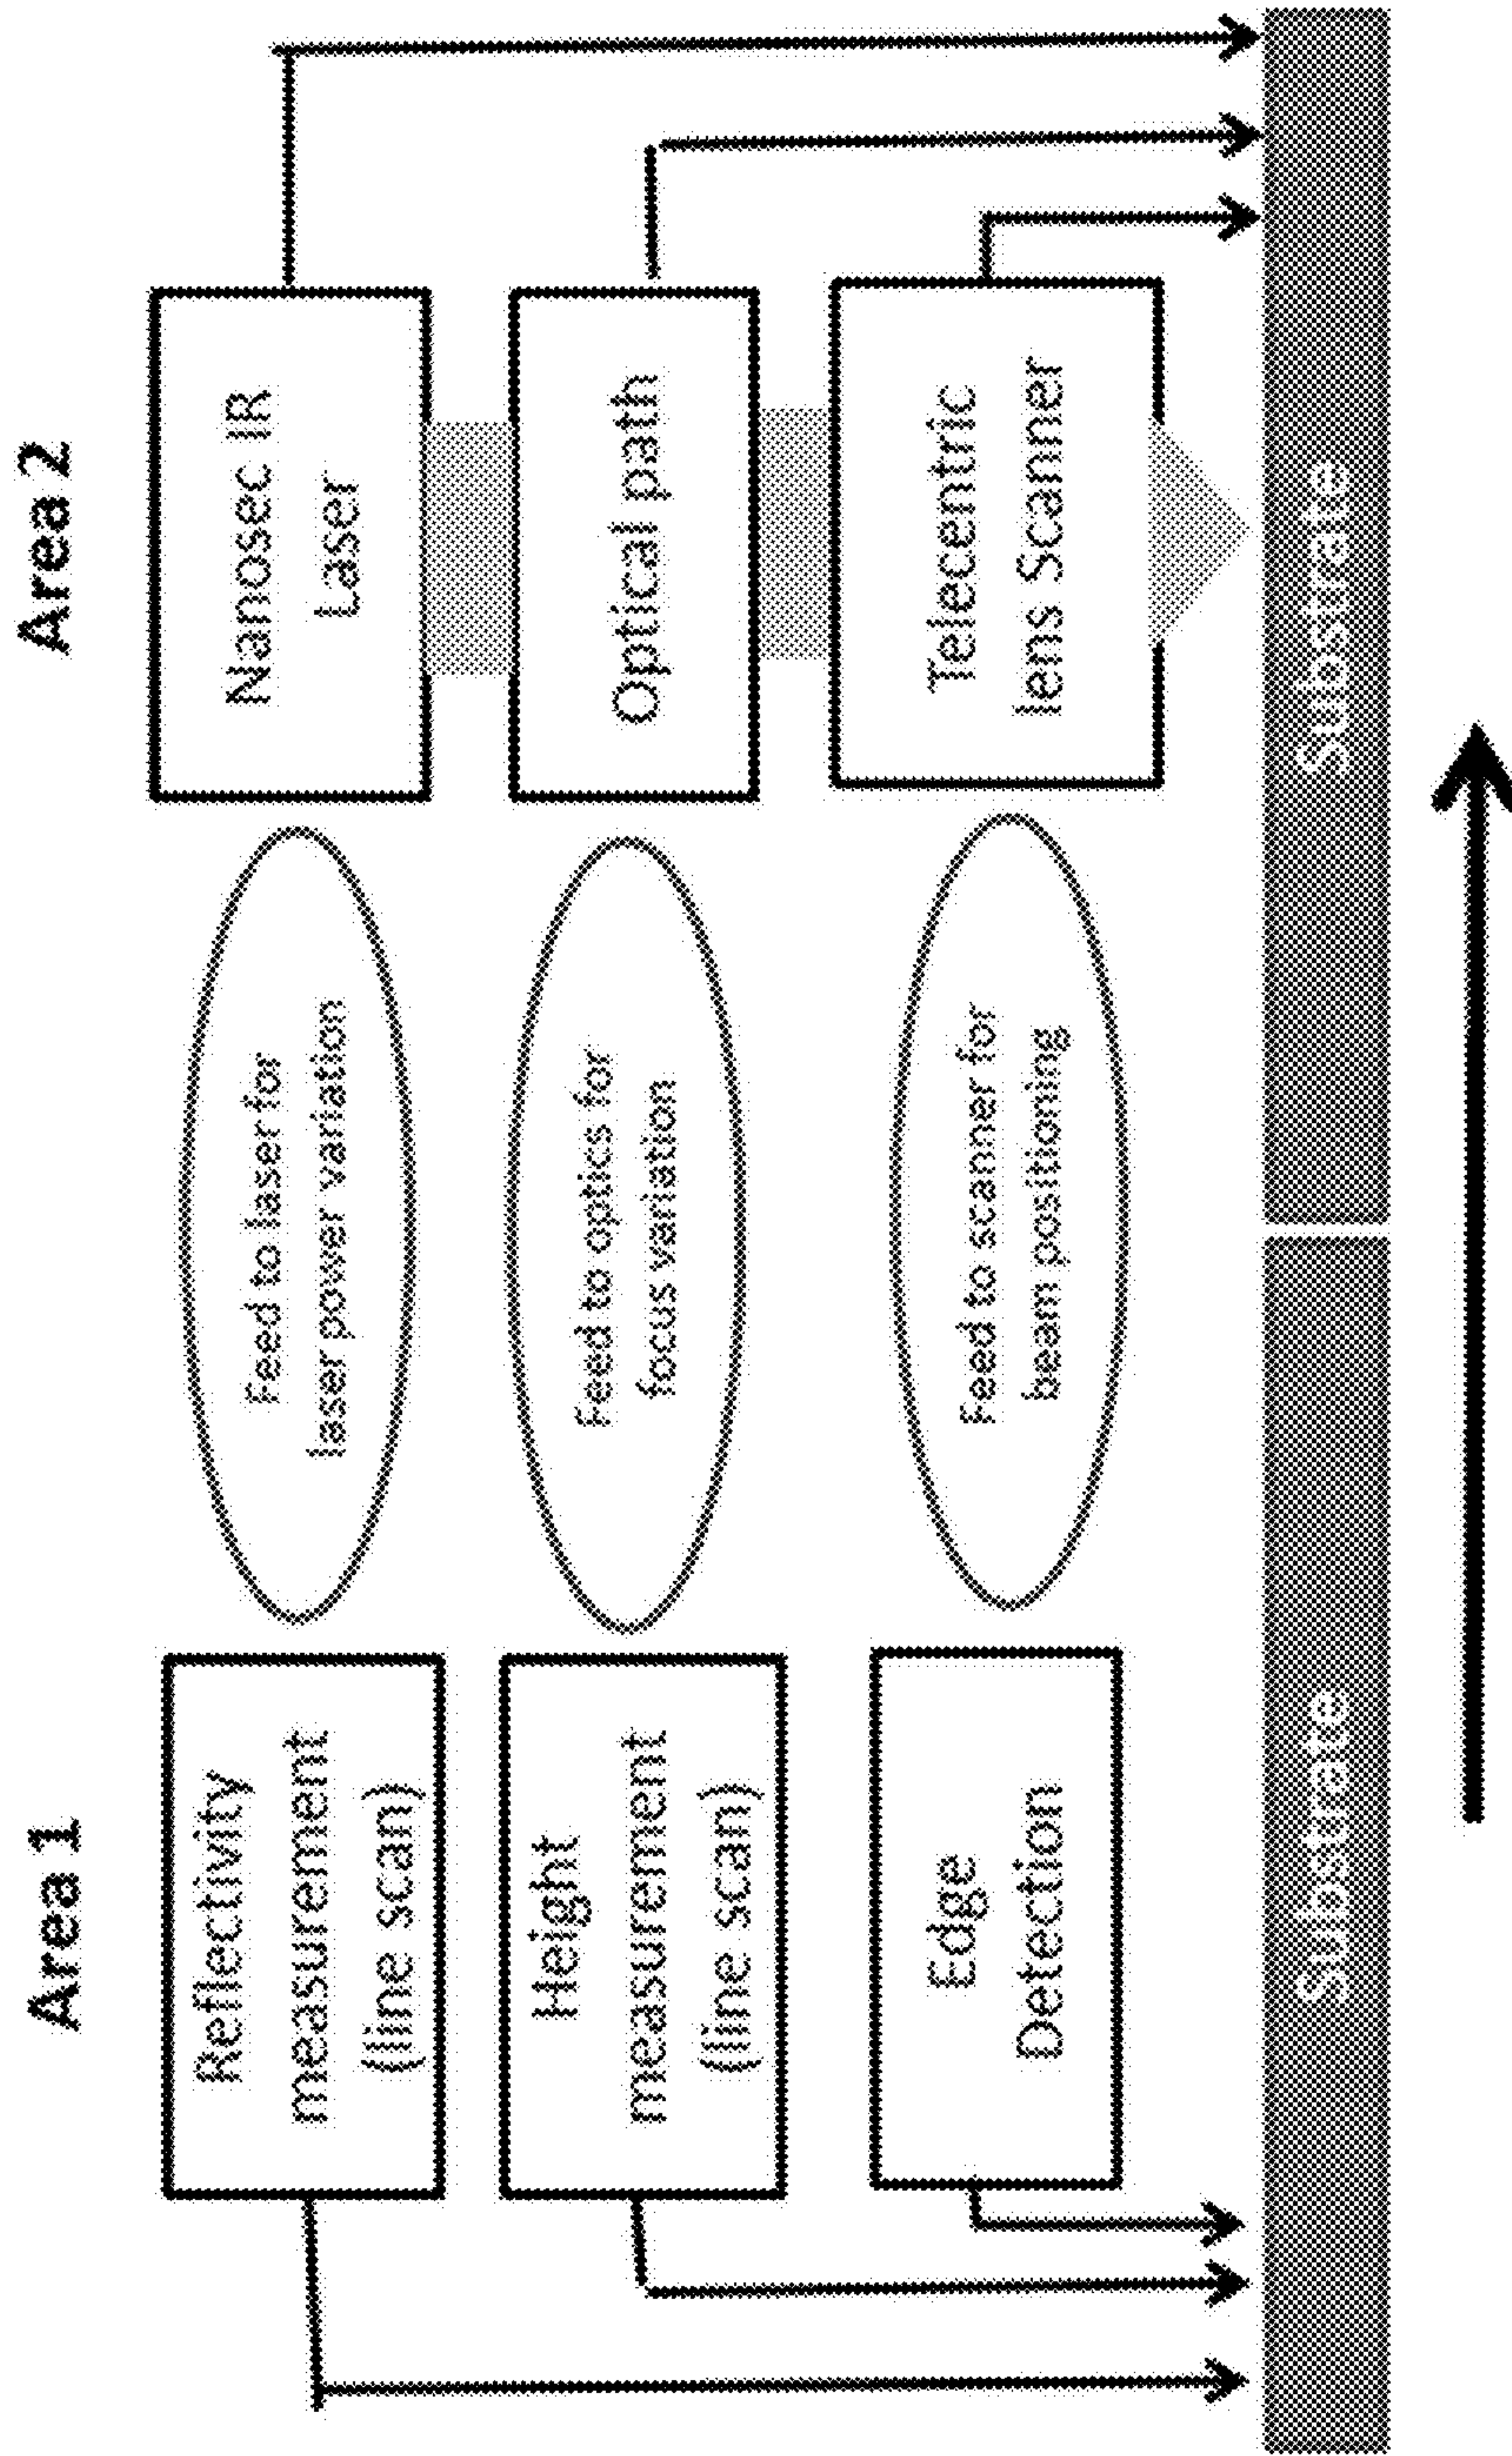 Area 1
Reflectivity
measurement
(line scan)
Height
measurement
(line scan)
Edge
Detection
Substrate
Feed to laser for
laser power variation
Feed to optics for
focus variation
Feed to scanner for
beam positioning
Area 2
Nanosec IR
Laser
Optical path
Telecentric
lens Scanner
Substrate